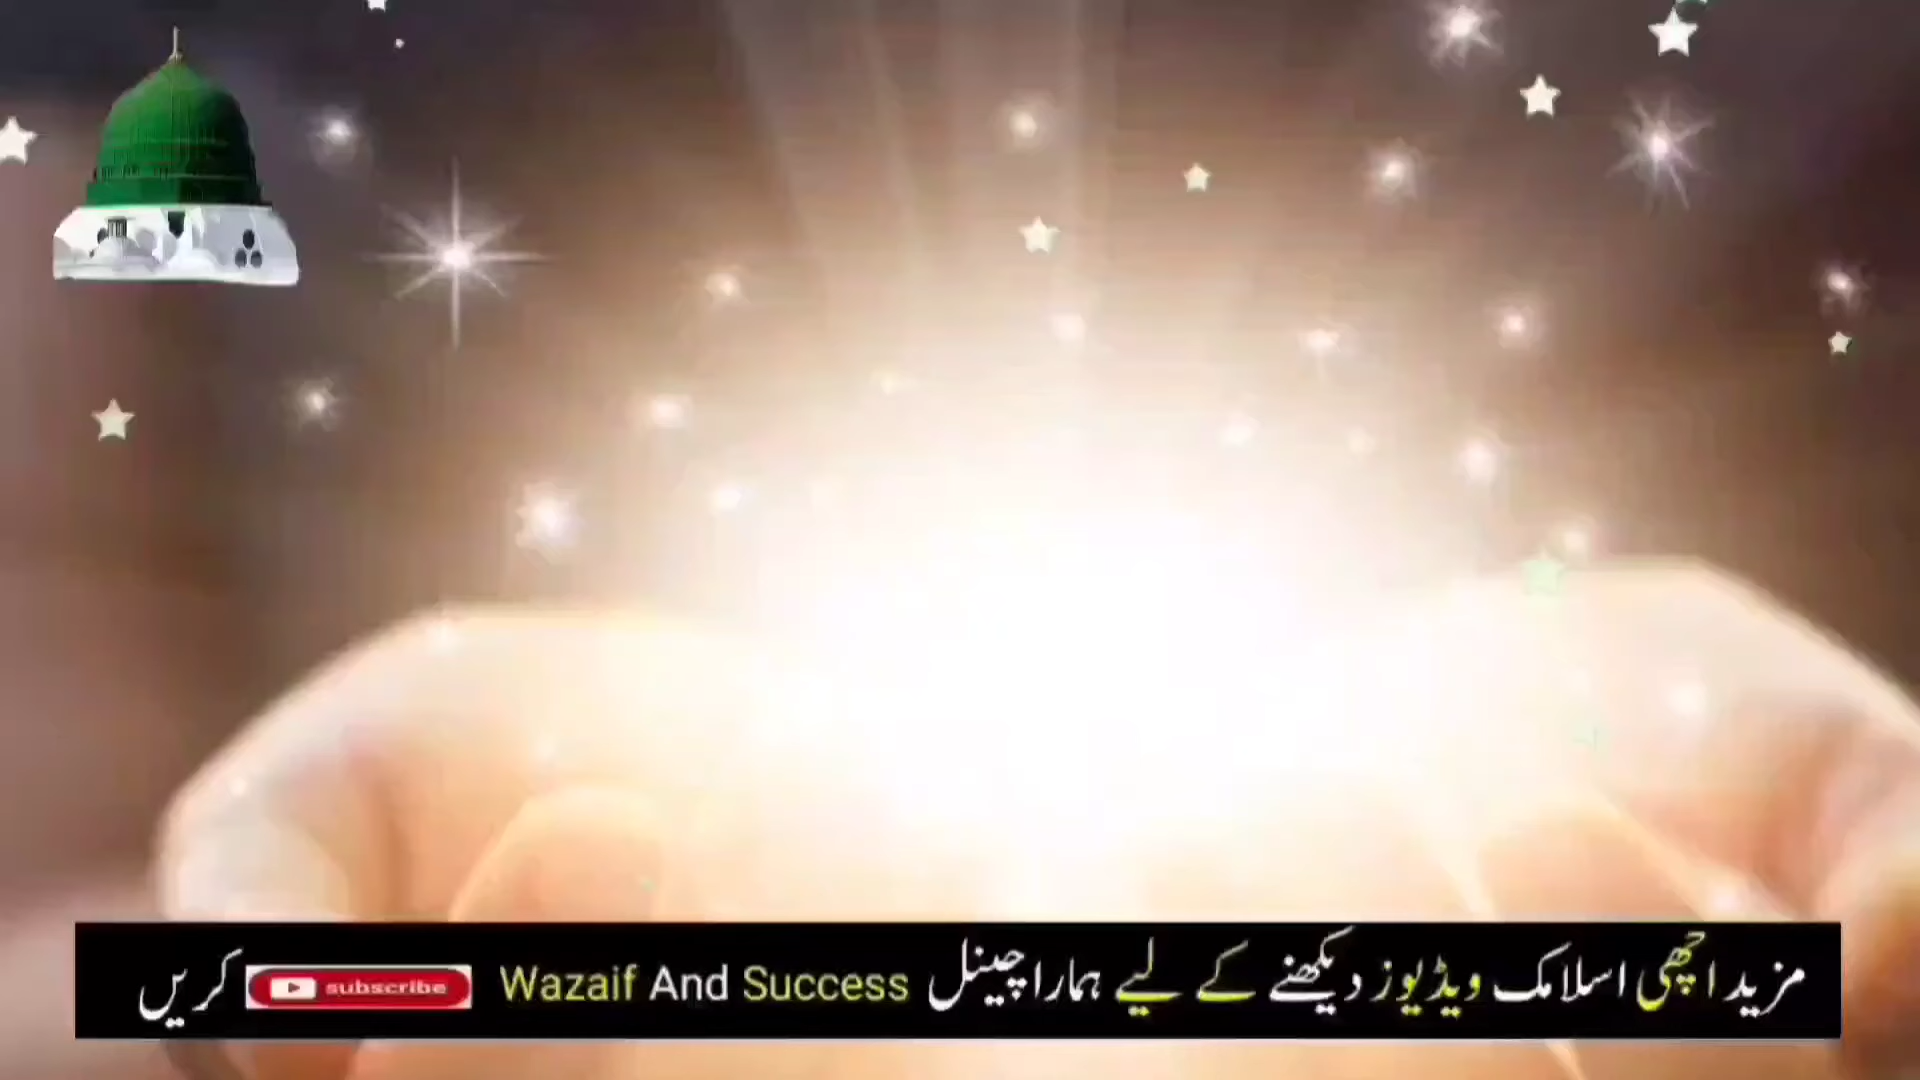 مزید اچھی اسلامک ویڈیوز دیکھنے کے لیے ہمارا چینل Wazaif And Success subscribe کریں